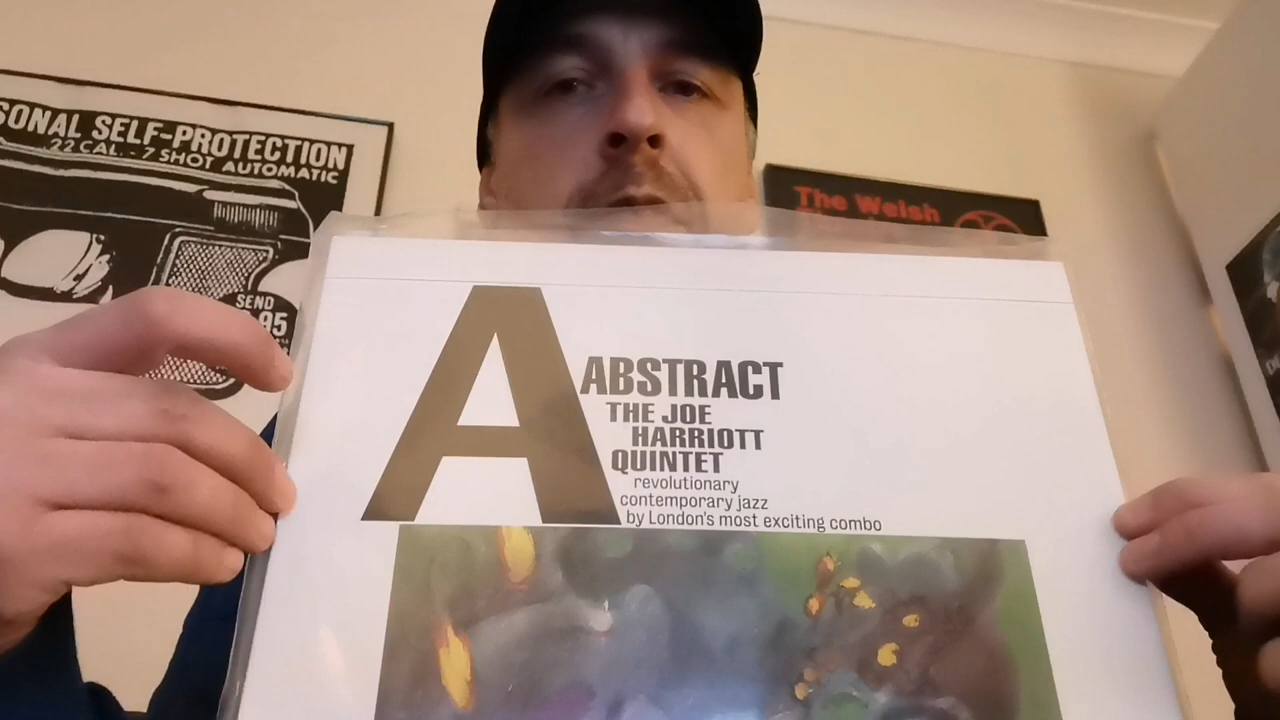 SONAL SELF-PROTECTION
.22 CAL. - 7 SHOT AUTOMATIC
SEND
95
The Welsh
A
ABSTRACT
THE JOE
HARRIOTT
QUINTET
revolutionary
contemporary jazz
by London's most exciting combo